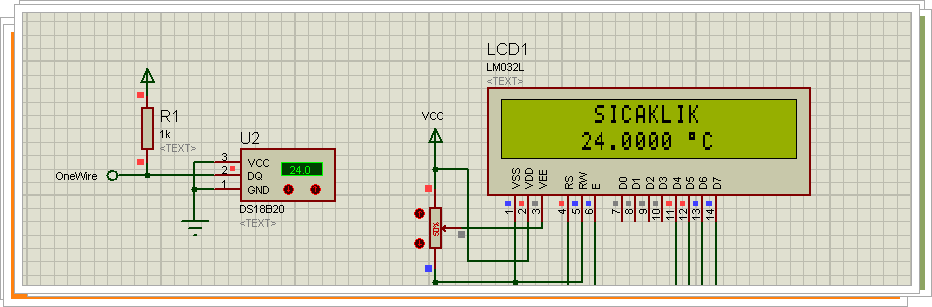 LCD1
LM032L
<TEXT>
SICAKLIK
24.0000 °C
VSS VDD VEE RS RW E D0 D1 D2 D3 D4 D5 D6 D7
1 2 3 4 5 6 7 8 9 10 11 12 13 14
VCC
50%
R1
1k
<TEXT>
OneWire
U2
3 VCC
2 DQ
1 GND
24.0
DS18B20
<TEXT>